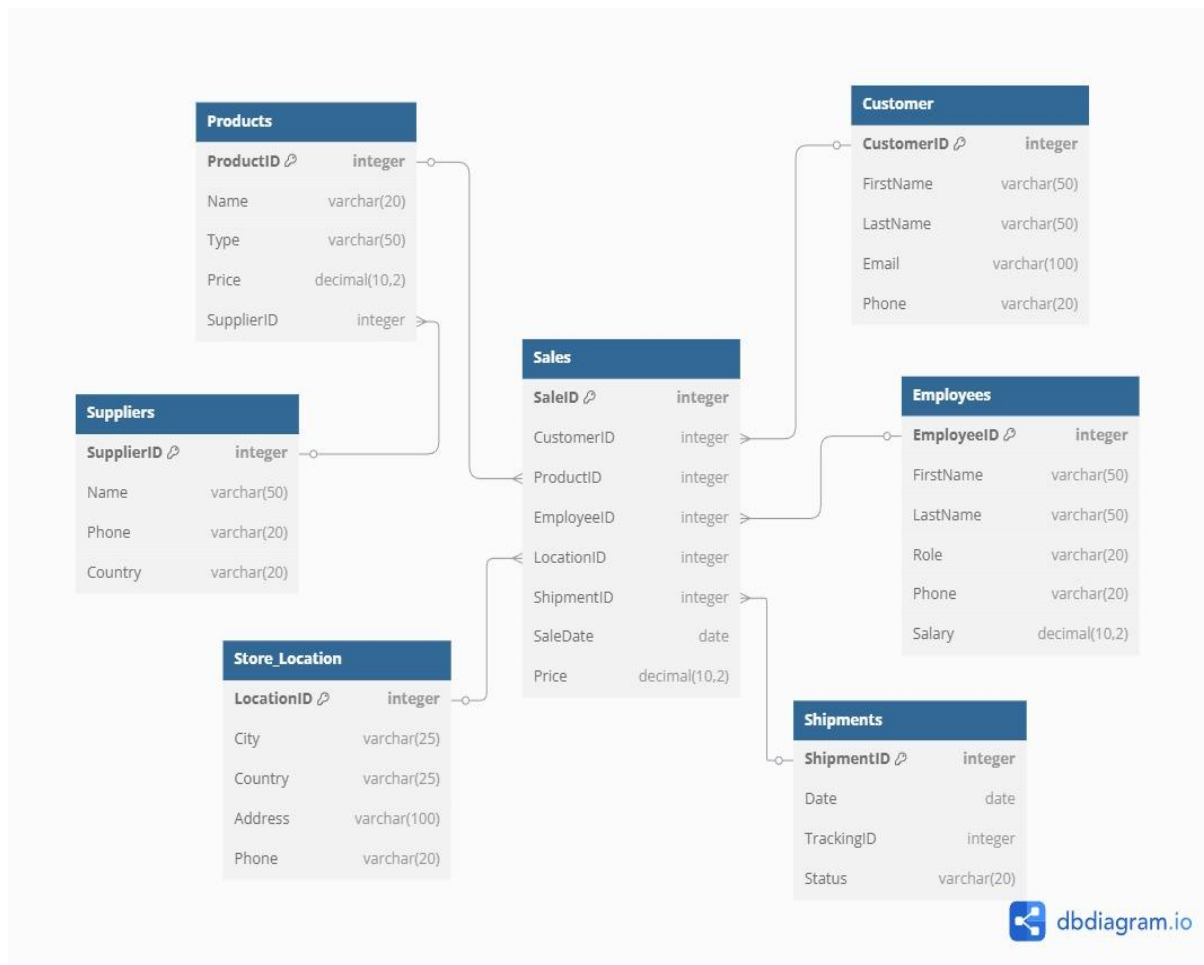 Products
ProductID integer
Name varchar(20)
Type varchar(50)
Price decimal(10,2)
SupplierID integer
Customer
CustomerID integer
FirstName varchar(50)
LastName varchar(50)
Email varchar(100)
Phone varchar(20)
Suppliers
SupplierID integer
Name varchar(50)
Phone varchar(20)
Country varchar(20)
Sales
SaleID integer
CustomerID integer
ProductID integer
EmployeeID integer
LocationID integer
ShipmentID integer
SaleDate date
Price decimal(10,2)
Employees
EmployeeID integer
FirstName varchar(50)
LastName varchar(50)
Role varchar(20)
Phone varchar(20)
Salary decimal(10,2)
Store_Location
LocationID integer
City varchar(25)
Country varchar(25)
Address varchar(100)
Phone varchar(20)
Shipments
ShipmentID integer
Date date
TrackingID integer
Status varchar(20)
dbdiagram.io